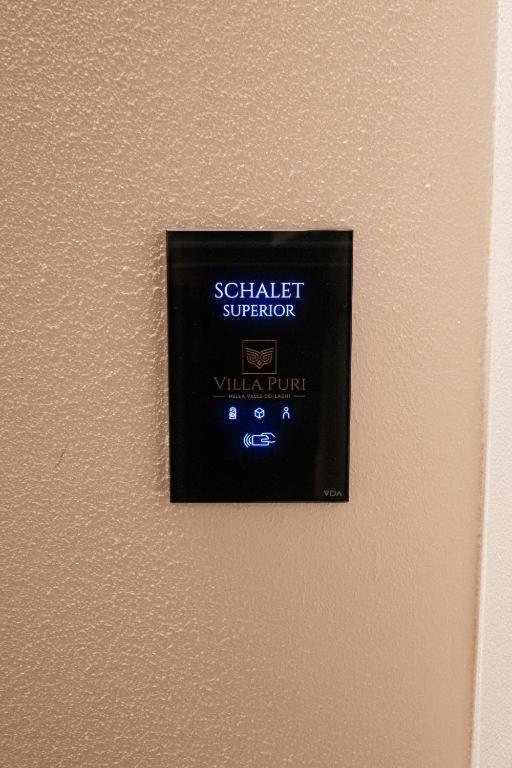 SCHALET
SUPERIOR
VILLA PURI
NELLA VALLE DEI LAGHI
VDA